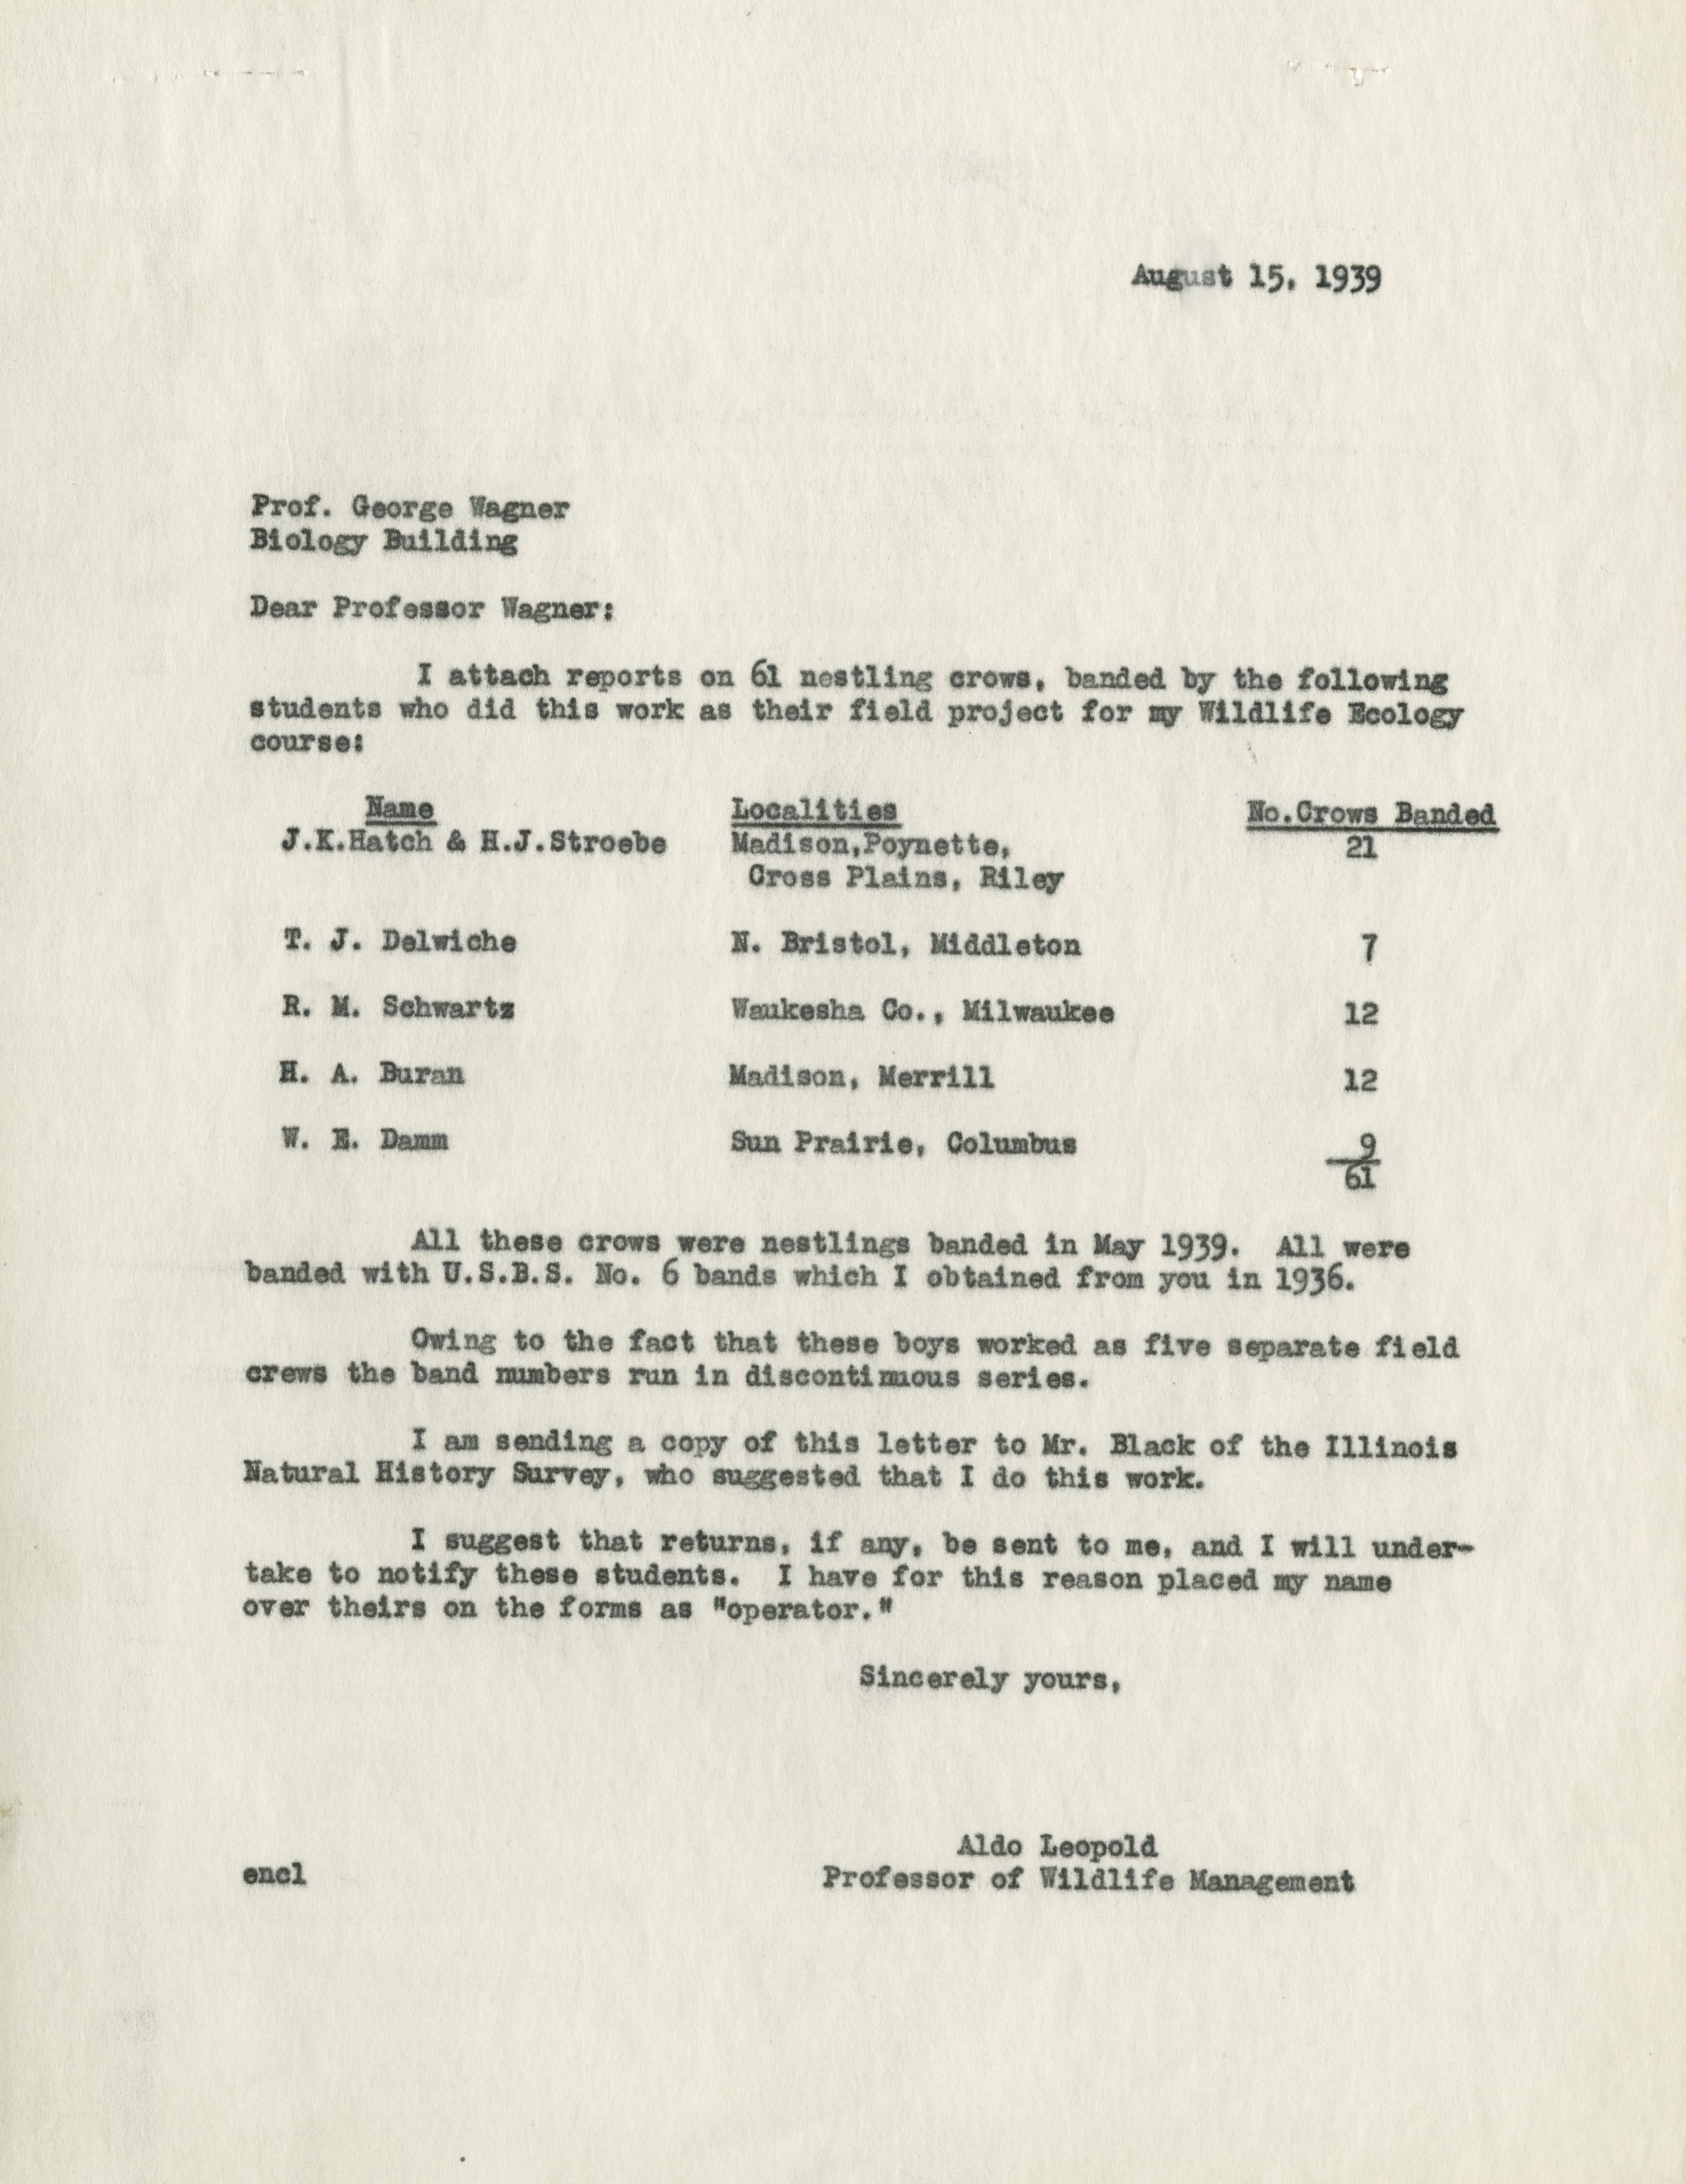 August 15, 1939
Prof. George Wagner
Biology Building
Dear Professor Wagner:
I attach reports on 61 nestling crows, banded by the following
students who did this work as their field project for my Wildlife Ecology
course:
Name Localities No.Crows Banded
J.K.Hatch & H.J.Stroebe Madison,Poynette, 21
Cross Plains, Riley
T. J. Delwiche N. Bristol, Middleton 7
R. M. Schwartz Waukesha Co., Milwaukee 12
H. A. Buran Madison, Merrill 12
W. E. Damm Sun Prairie, Columbus 9
61
All these crows were nestlings banded in May 1939. All were
banded with U.S.B.S. No. 6 bands which I obtained from you in 1936.
Owing to the fact that these boys worked as five separate field
crews the band numbers run in discontinuous series.
I am sending a copy of this letter to Mr. Black of the Illinois
Natural History Survey, who suggested that I do this work.
I suggest that returns, if any, be sent to me, and I will under-
take to notify these students. I have for this reason placed my name
over theirs on the forms as "operator."
Sincerely yours,
Aldo Leopold
encl Professor of Wildlife Management